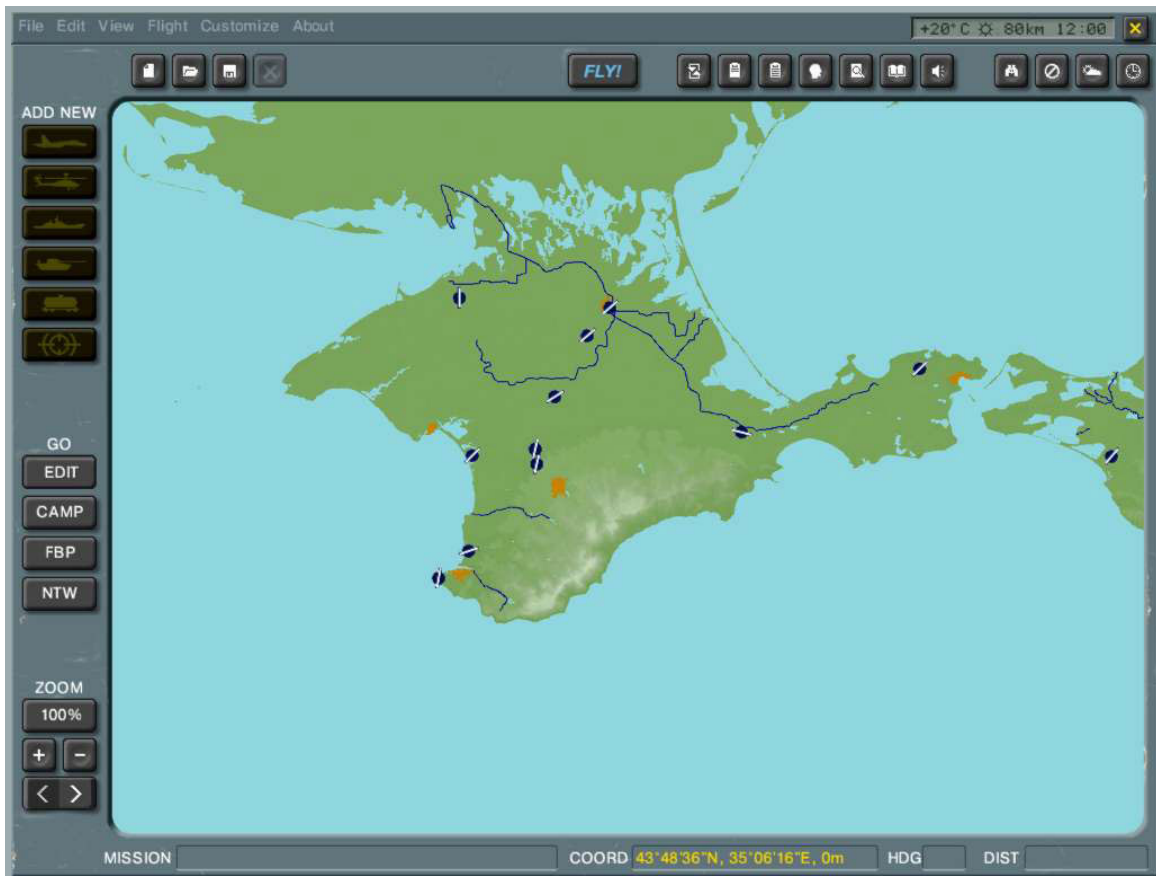 File Edit View Flight Customize About
+20°C ☼ 80km 12:00
FLY!
ADD NEW
GO
EDIT
CAMP
FBP
NTW
ZOOM
100%
+ −
< >
MISSION COORD 43°48'36"N, 35°06'16"E, 0m HDG DIST